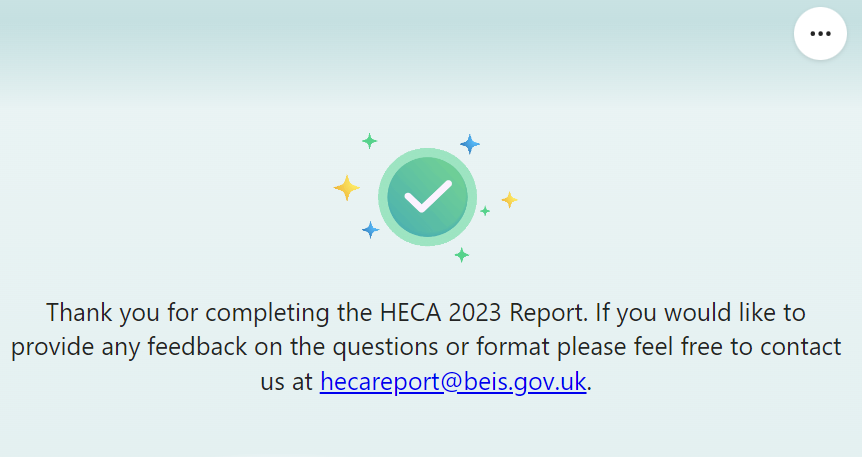 Thank you for completing the HECA 2023 Report. If you would like to
provide any feedback on the questions or format please feel free to contact
us at hecareport@beis.gov.uk.